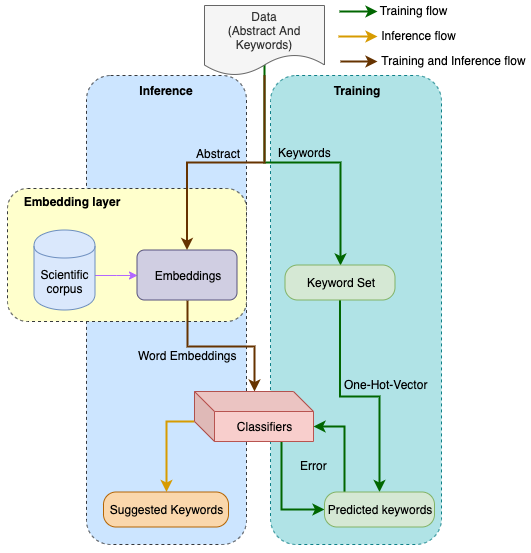 Data
(Abstract And
Keywords)
Training flow
Inference flow
Training and Inference flow
Inference
Training
Abstract
Keywords
Embedding layer
Scientific
corpus
Embeddings
Keyword Set
Word Embeddings
One-Hot-Vector
Classifiers
Error
Suggested Keywords
Predicted keywords